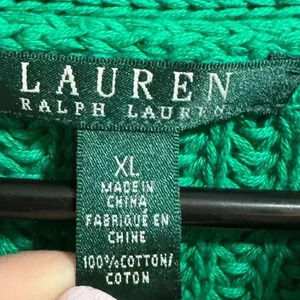 LAUREN
RALPH LAUREN
XL
MADE IN
CHINA
FABRIQUÉ EN
CHINE
100% COTTON/
COTON